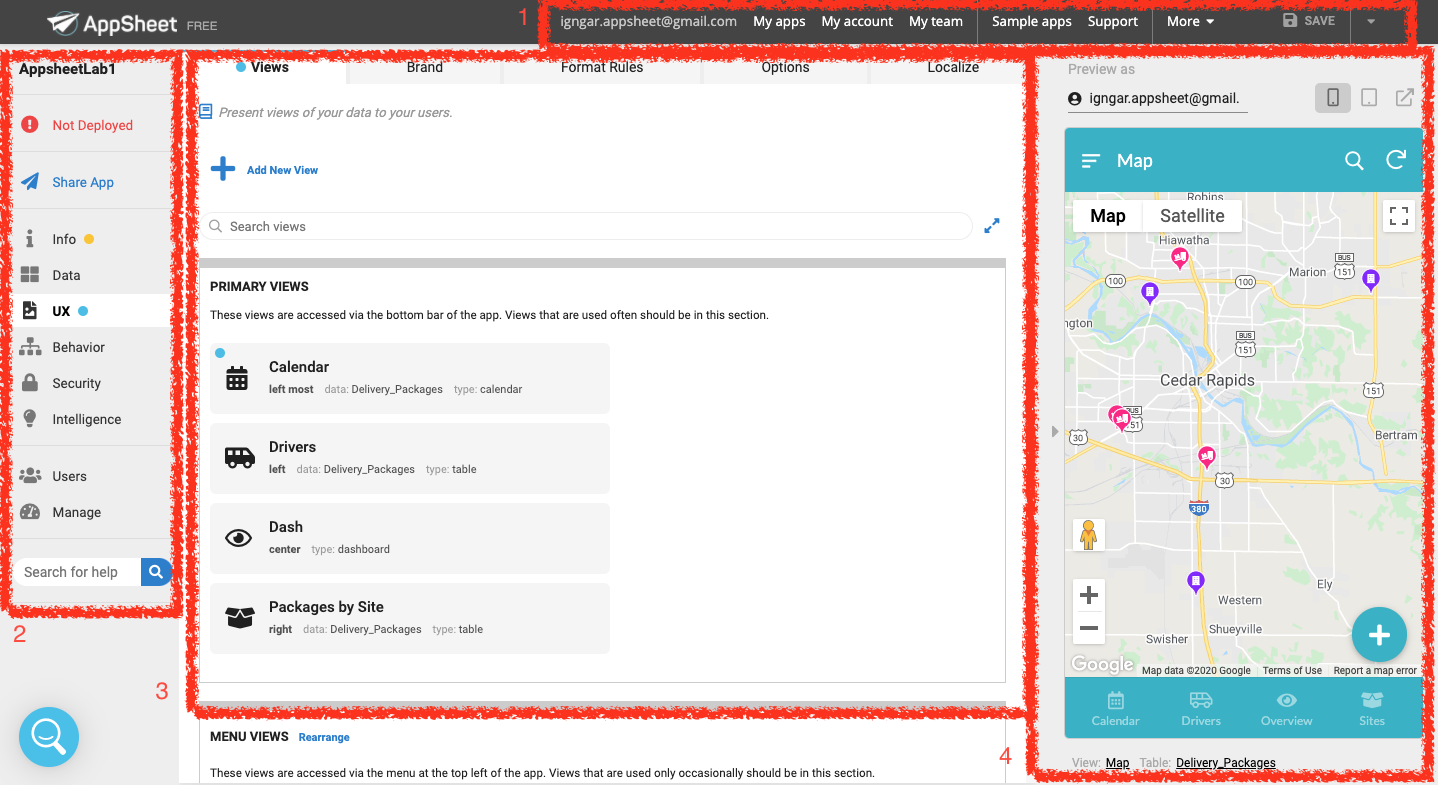 AppSheet FREE
1
igngar.appsheet@gmail.com My apps My account My team Sample apps Support More SAVE
AppsheetLab1
Not Deployed
Share App
Info
Data
UX
Behavior
Security
Intelligence
Users
Manage
Search for help
2
Views Brand Format Rules Options Localize
Present views of your data to your users.
Add New View
Search views
PRIMARY VIEWS
These views are accessed via the bottom bar of the app. Views that are used often should be in this section.
Calendar
left most data: Delivery_Packages type: calendar
Drivers
left data: Delivery_Packages type: table
Dash
center type: dashboard
Packages by Site
right data: Delivery_Packages type: table
3
MENU VIEWS Rearrange
These views are accessed via the menu at the top left of the app. Views that are used only occasionally should be in this section.
4
Preview as
igngar.appsheet@gmail.
Map
Map Satellite
Robins
Hiawatha
BUS
151
Marion
100
100
ngton
BUS
151
Cedar Rapids
151
BUS
51
30
Bertram
30
380
Ely
Western
Shueyville
Swisher
Google Map data ©2020 Google Terms of Use Report a map error
Calendar Drivers Overview Sites
View: Map Table: Delivery_Packages